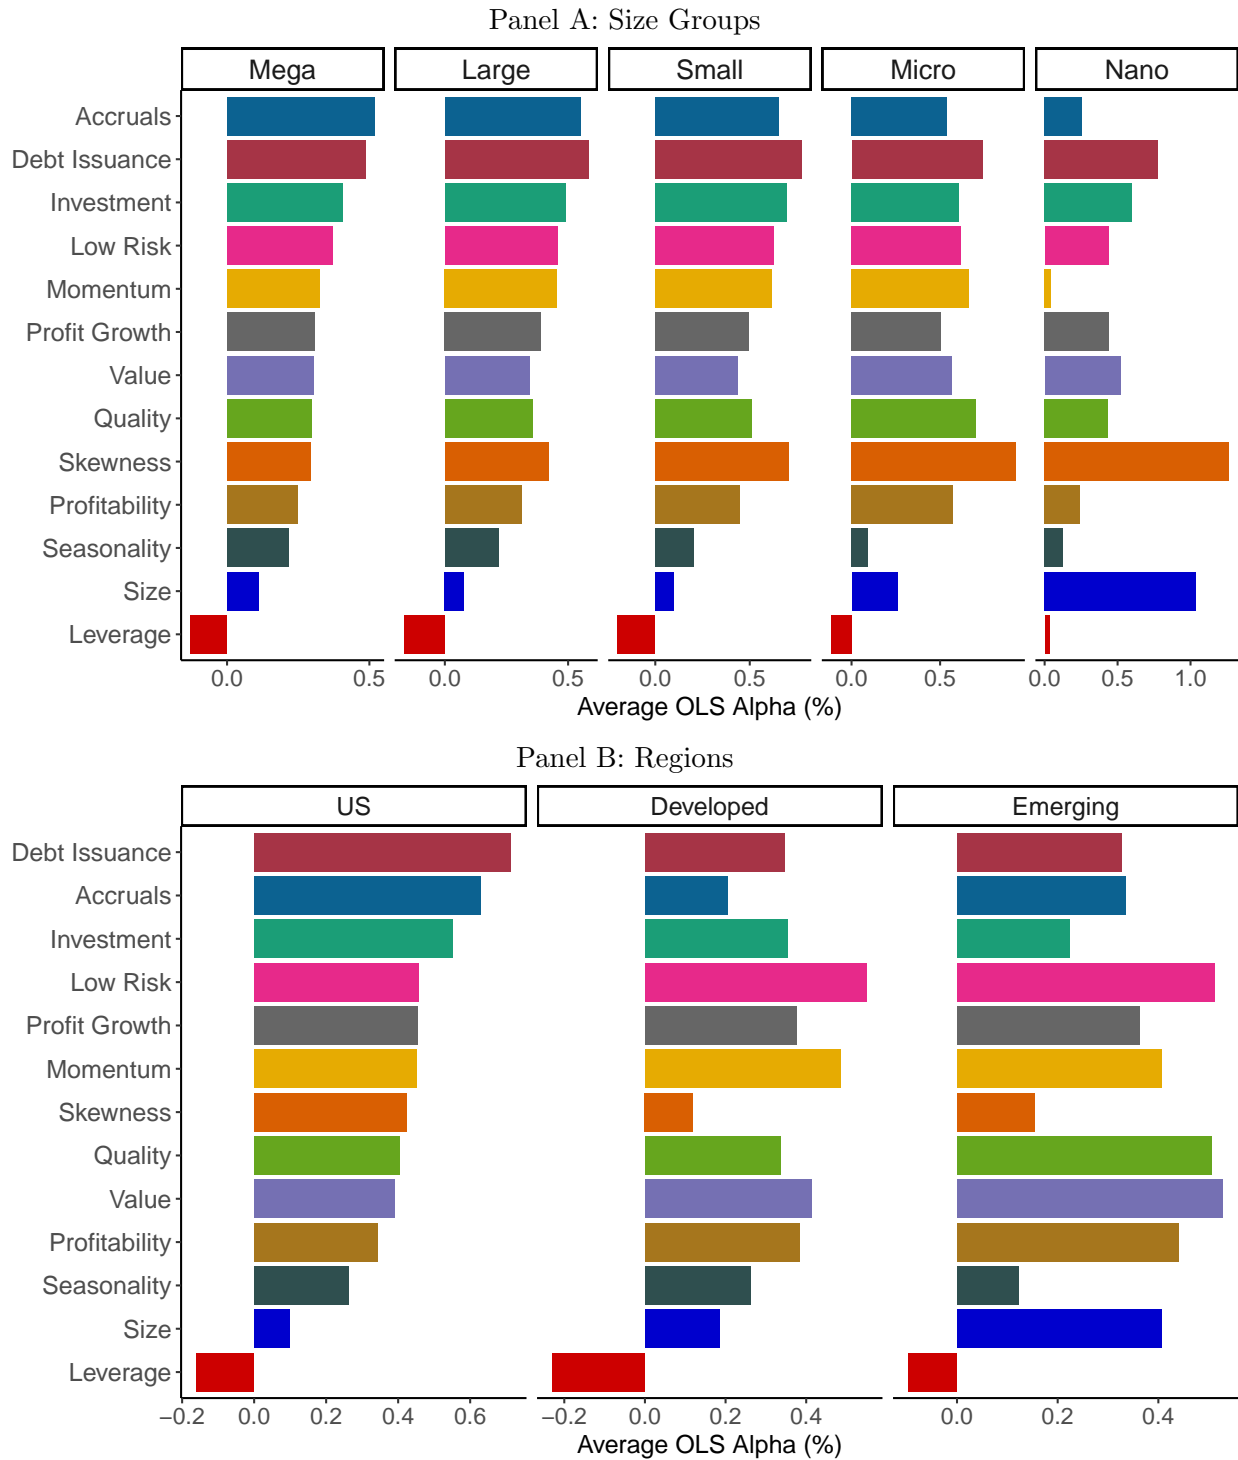 Panel A: Size Groups
Mega Large Small Micro Nano
Accruals
Debt Issuance
Investment
Low Risk
Momentum
Profit Growth
Value
Quality
Skewness
Profitability
Seasonality
Size
Leverage
0.0 0.5 0.0 0.5 0.0 0.5 0.0 0.5 0.0 1.0
Average OLS Alpha (%)
Panel B: Regions
US Developed Emerging
Debt Issuance
Accruals
Investment
Low Risk
Profit Growth
Momentum
Skewness
Quality
Value
Profitability
Seasonality
Size
Leverage
−0.2 0.0 0.2 0.4 0.6 −0.2 0.0 0.2 0.4 0.0 0.2 0.4
Average OLS Alpha (%)